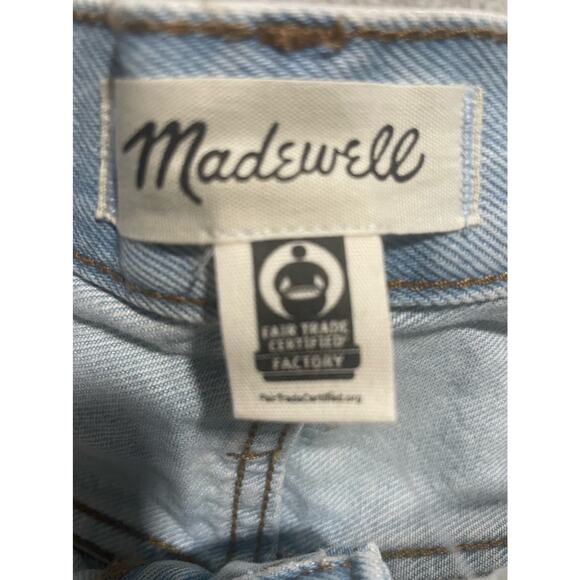 Madewell
FAIR TRADE
CERTIFIED
FACTORY
FairTradeCertified.org